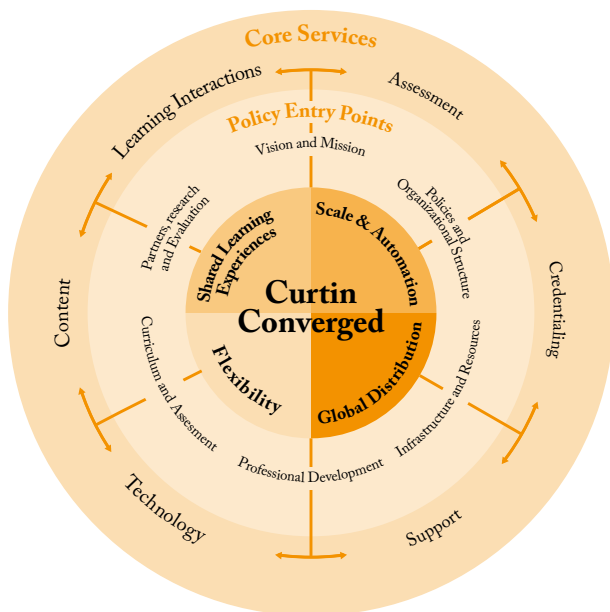 Core Services
Learning Interactions
Assessment
Policy Entry Points
Vision and Mission
Partners, research
and Evaluation
Policies and
Organizational Structure
Shared Learning
Experiences
Scale & Automation
Curtin
Converged
Content
Credentialing
Flexibility
Global Distribution
Curriculum and Assesment
Infrastructure and Resources
Professional Development
Technology
Support